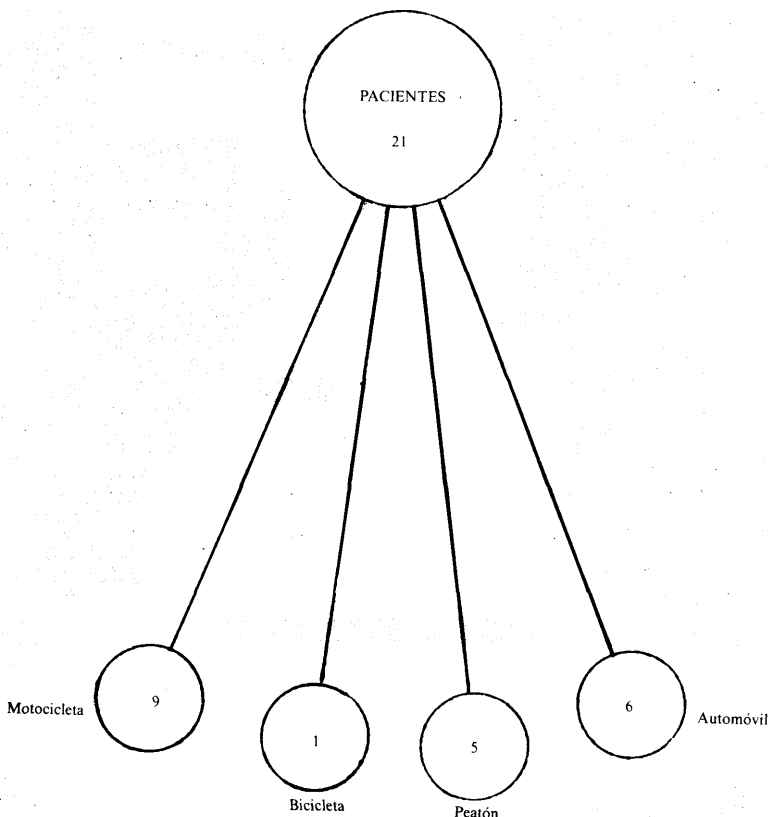 PACIENTES
21
Motocicleta
9
1
5
6
Automóvil
Bicicleta
Peatón